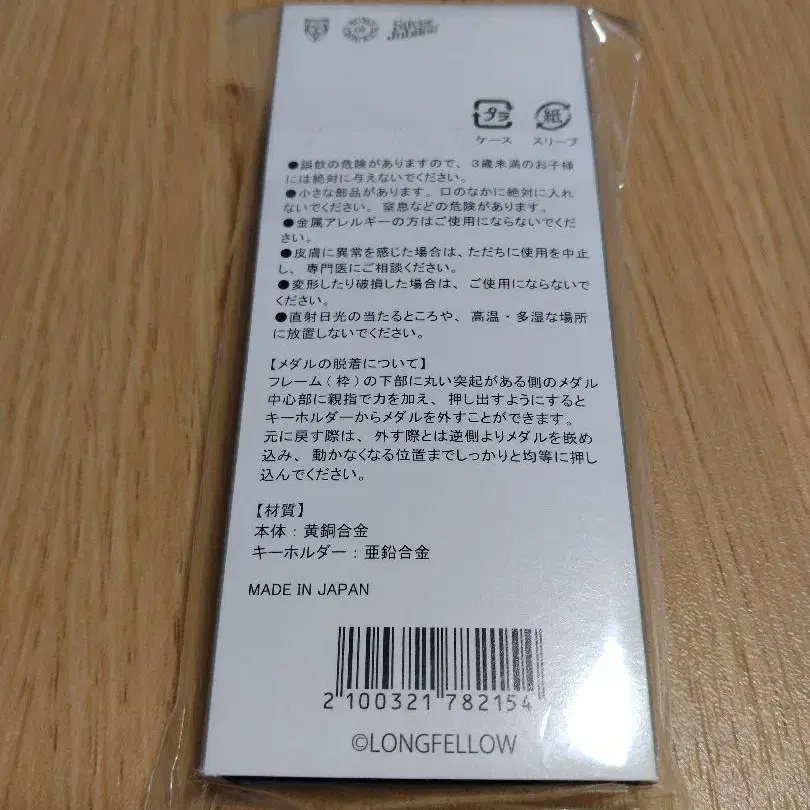 プラ
紙
ケース
スリーブ
●誤飲の危険がありますので、3歳未満のお子様
には絶対に与えないでください。
●小さな部品があります。口のなかに絶対に入れ
ないでください。窒息などの危険があります。
●金属アレルギーの方はご使用にならないでくだ
さい。
●皮膚に異常を感じた場合は、ただちに使用を中止
し、専門医にご相談ください。
●変形したり破損した場合は、ご使用にならないで
ください。
●直射日光の当たるところや、高温・多湿な場所
に放置しないでください。
【メダルの脱着について】
フレーム(枠)の下部に丸い突起がある側のメダル
中心部に親指で力を加え、押し出すようにすると
キーホルダーからメダルを外すことができます。
元に戻す際は、外す際とは逆側よりメダルを嵌め
込み、動かなくなる位置までしっかりと均等に押し
込んでください。
【材質】
本体:黄銅合金
キーホルダー:亜鉛合金
MADE IN JAPAN
2 100321 782154
©LONGFELLOW